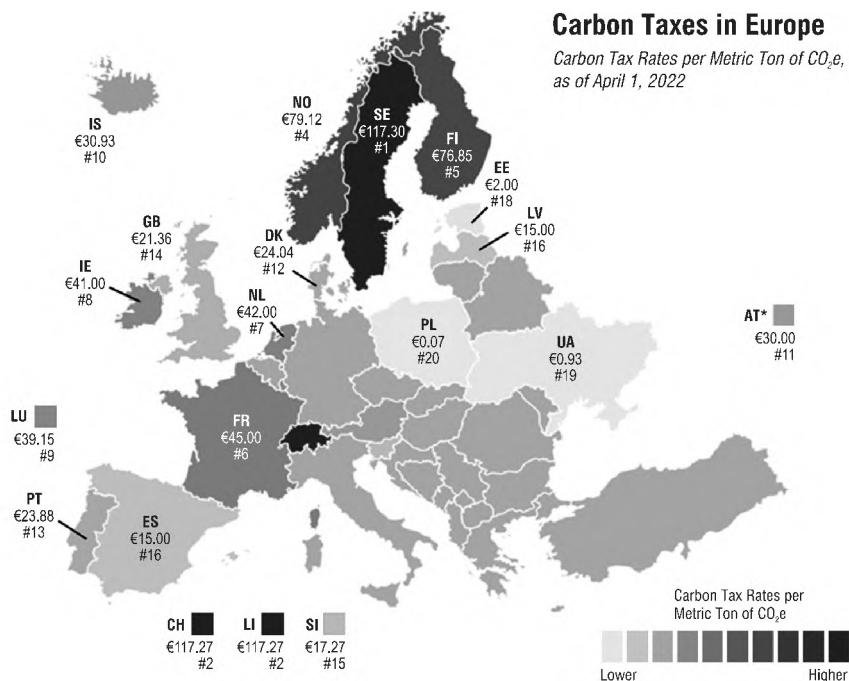 Carbon Taxes in Europe
Carbon Tax Rates per Metric Ton of CO₂e,
as of April 1, 2022
IS
€30.93
#10
NO
€79.12
#4
SE
€117.30
#1
FI
€76.85
#5
EE
€2.00
#18
LV
€15.00
#16
GB
€21.36
#14
DK
€24.04
#12
IE
€41.00
#8
NL
€42.00
#7
PL
€0.07
#20
UA
€0.93
#19
AT*
€30.00
#11
LU
€39.15
#9
FR
€45.00
#6
PT
€23.88
#13
ES
€15.00
#16
CH
€117.27
#2
LI
€117.27
#2
SI
€17.27
#15
Carbon Tax Rates per
Metric Ton of CO₂e
Lower
Higher